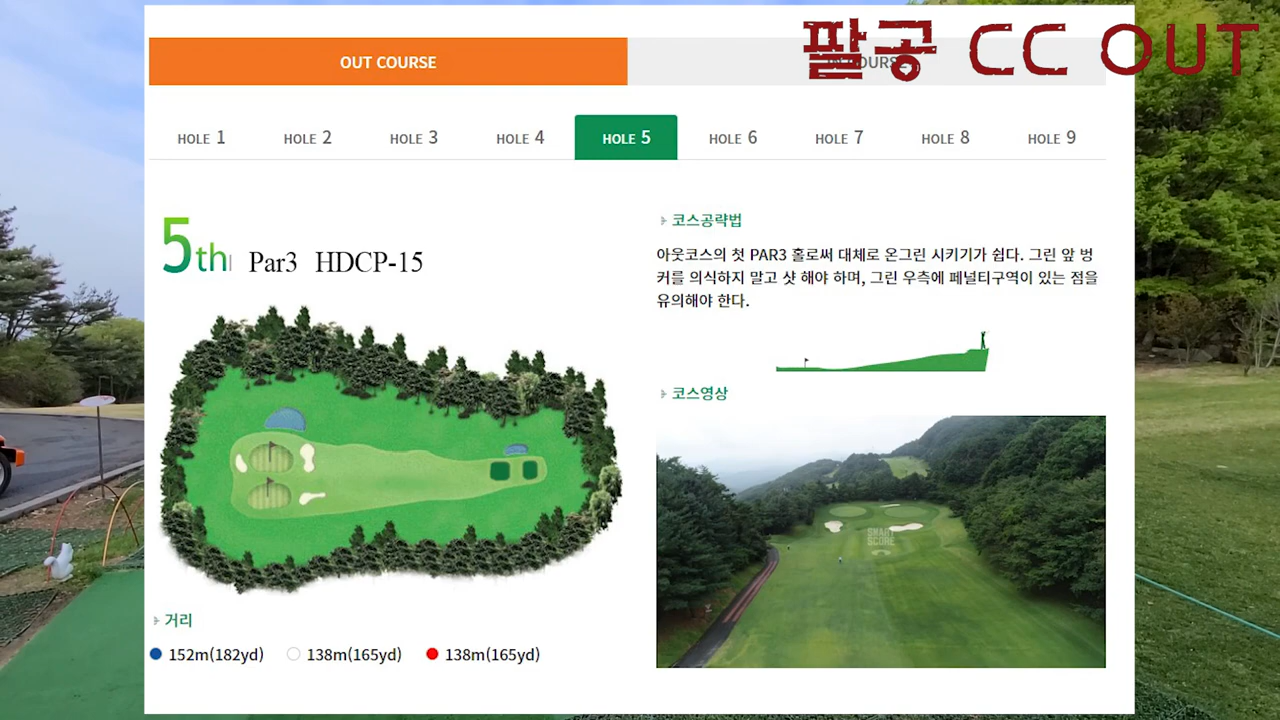 팔공 CC OUT
OUT COURSE
IN COURSE
HOLE 1
HOLE 2
HOLE 3
HOLE 4
HOLE 5
HOLE 6
HOLE 7
HOLE 8
HOLE 9
5th
Par3 HDCP-15
코스공략법
아웃코스의 첫 PAR3 홀로써 대체로 온그린 시키기가 쉽다. 그린 앞 벙
커를 의식하지 말고 샷 해야 하며, 그린 우측에 페널티구역이 있는 점을
유의해야 한다.
코스영상
SMART
SCORE
거리
152m(182yd)
138m(165yd)
138m(165yd)